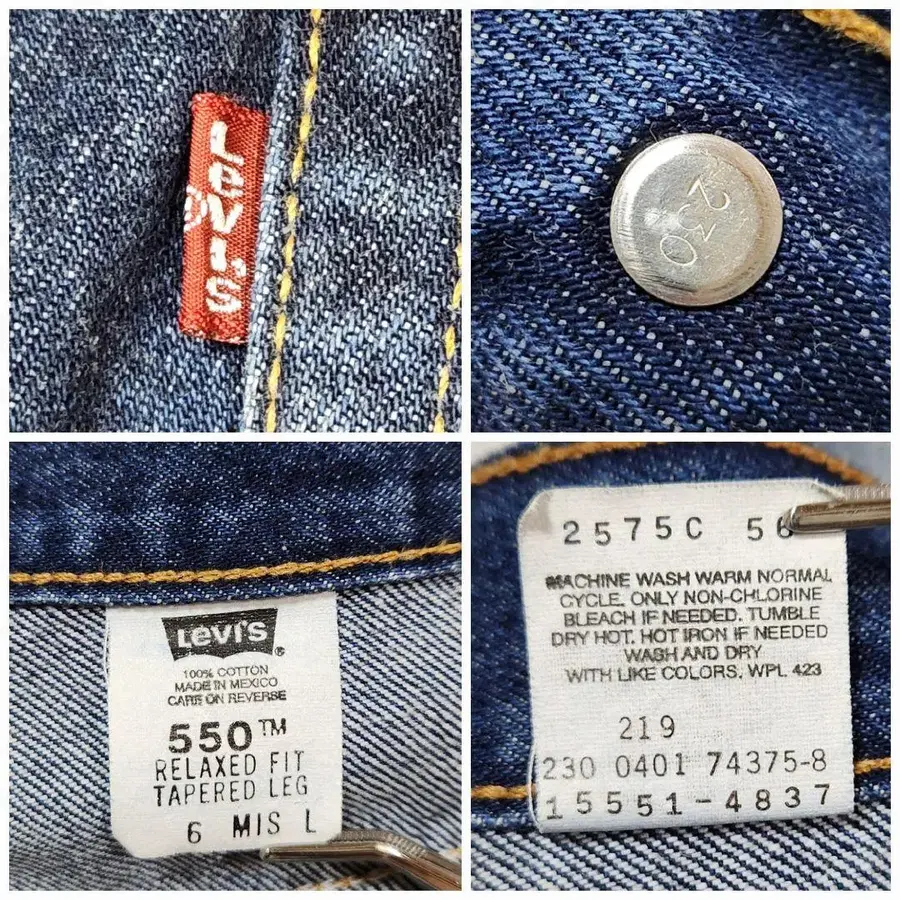 Levi's
®
230
Levi's
®
100% COTTON
MADE IN MEXICO
CARE ON REVERSE
550™
RELAXED FIT
TAPERED LEG
6 MIS L
2575C 56
MACHINE WASH WARM NORMAL
CYCLE. ONLY NON-CHLORINE
BLEACH IF NEEDED. TUMBLE
DRY HOT. HOT IRON IF NEEDED
WASH AND DRY
WITH LIKE COLORS. WPL 423
219
230 0401 74375-8
15551-4837